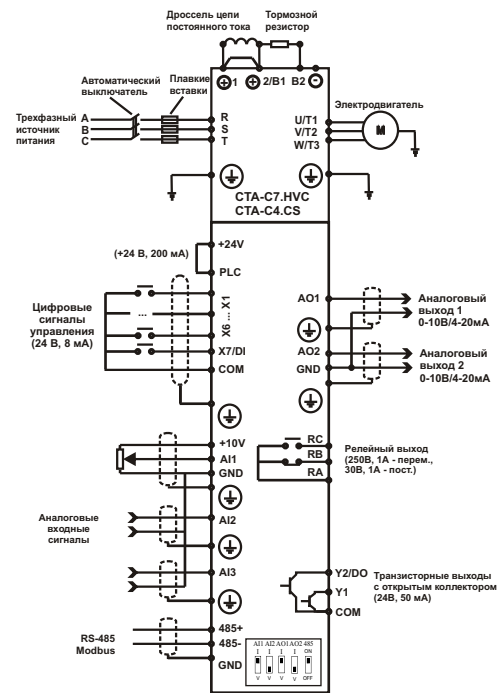 Дроссель цепи
постоянного тока
Тормозной
резистор
1 2/B1 B2
Автоматический
выключатель
Плавкие
вставки
Трехфазный
источник
питания
A
B
C
R
S
T
U/T1
V/T2
W/T3
Электродвигатель
M
CTA-C7.HVC
CTA-C4.CS
+24V
(+24 В, 200 мА)
PLC
Цифровые
сигналы
управления
(24 В, 8 мА)
...
X6 ... X1
X7/DI
COM
AO1
Аналоговый
выход 1
0-10В/4-20мА
AO2
GND
Аналоговый
выход 2
0-10В/4-20мА
+10V
AI1
GND
RC
RB
RA
Релейный выход
(250В, 1А - перем.,
30В, 1А - пост.)
Аналоговые
входные
сигналы
AI2
AI3
Y2/DO
Y1
COM
Транзисторные выходы
с открытым коллектором
(24В, 50 мА)
RS-485
Modbus
485+
485-
GND
AI1 AI2 AO1 AO2 485
I I I I ON
V V V V OFF